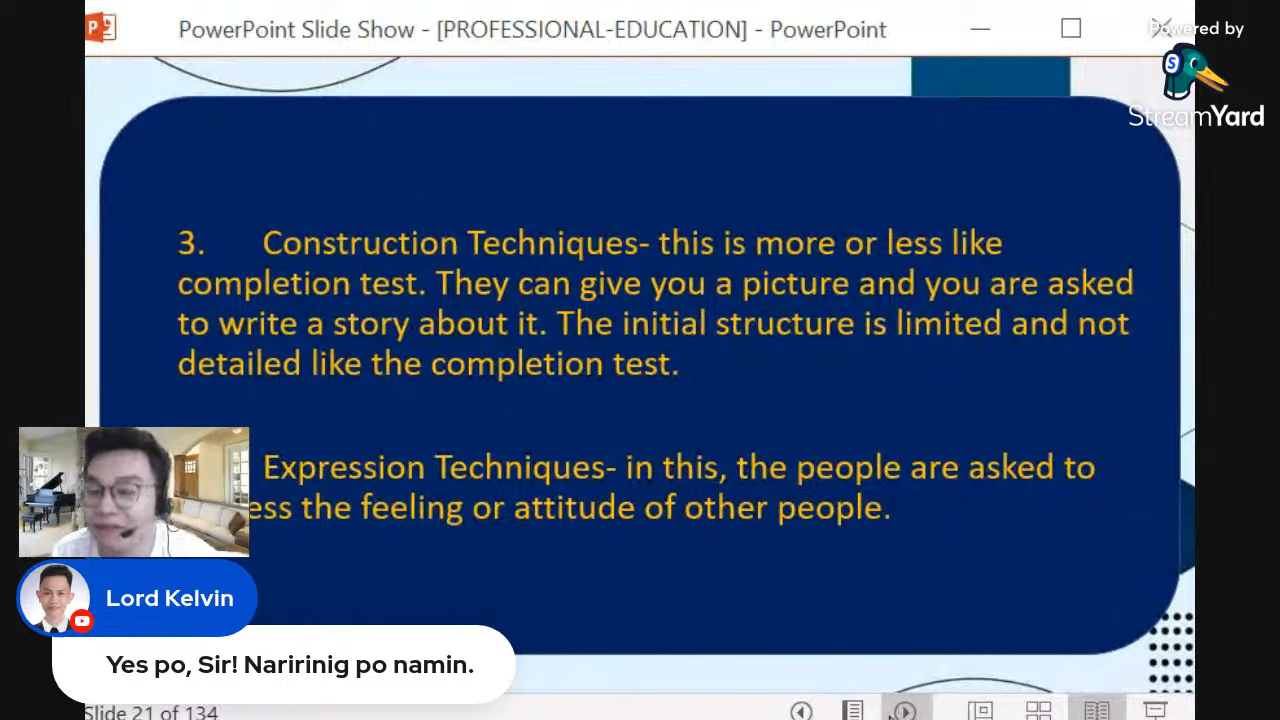 PowerPoint Slide Show - [PROFESSIONAL-EDUCATION] - PowerPoint
Powered by
StreamYard
3. Construction Techniques- this is more or less like
completion test. They can give you a picture and you are asked
to write a story about it. The initial structure is limited and not
detailed like the completion test.
Expression Techniques- in this, the people are asked to
ess the feeling or attitude of other people.
Lord Kelvin
Yes po, Sir! Naririnig po namin.
Slide 21 of 134